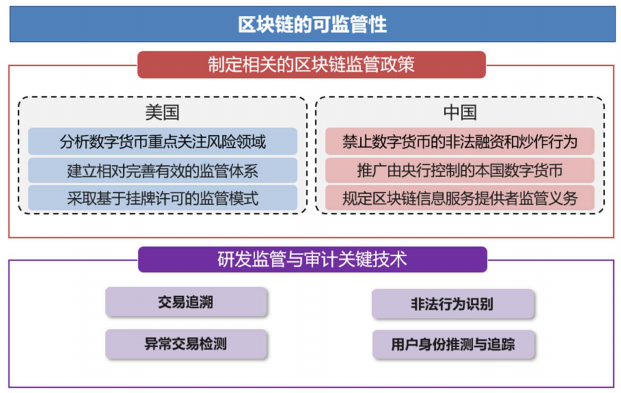 区块链的可监管性
制定相关的区块链监管政策
美国
分析数字货币重点关注风险领域
建立相对完善有效的监管体系
采取基于挂牌许可的监管模式
中国
禁止数字货币的非法融资和炒作行为
推广由央行控制的本国数字货币
规定区块链信息服务提供者监管义务
研发监管与审计关键技术
交易追溯
非法行为识别
异常交易检测
用户身份推测与追踪